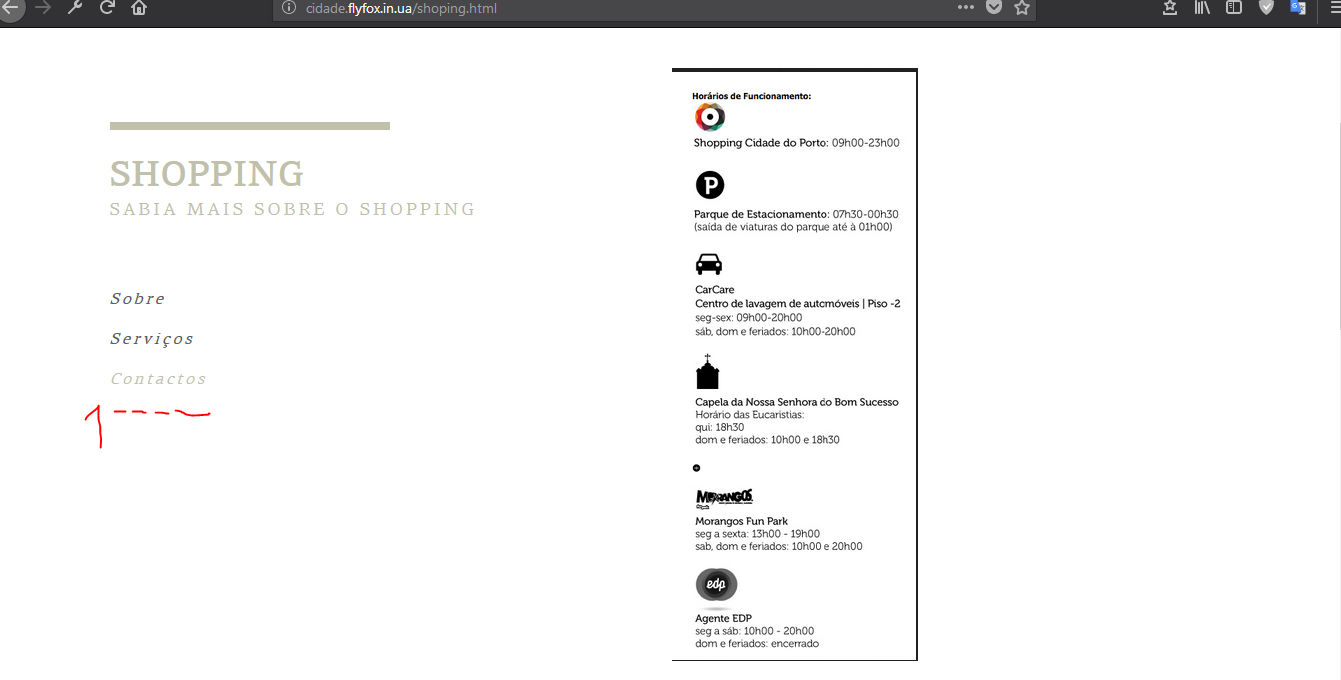 cidade.flyfox.in.ua/shoping.html
SHOPPING
SABIA MAIS SOBRE O SHOPPING
Sobre
Serviços
Contactos
Horários de Funcionamento:
Shopping Cidade do Porto: 09h00-23h00
P
Parque de Estacionamento: 07h30-00h30
(saída de viaturas do parque até à 01h00)
CarCare
Centro de lavagem de automóveis | Piso -2
seg-sex: 09h00-20h00
sáb, dom e feriados: 10h00-20h00
Capela da Nossa Senhora do Bom Sucesso
Horário das Eucaristias:
qui: 18h30
dom e feriados: 10h00 e 18h30
MORANGOS
Morangos Fun Park
seg a sexta: 13h00 - 19h00
sab, dom e feriados: 10h00 e 20h00
edp
Agente EDP
seg a sáb: 10h00 - 20h00
dom e feriados: encerrado